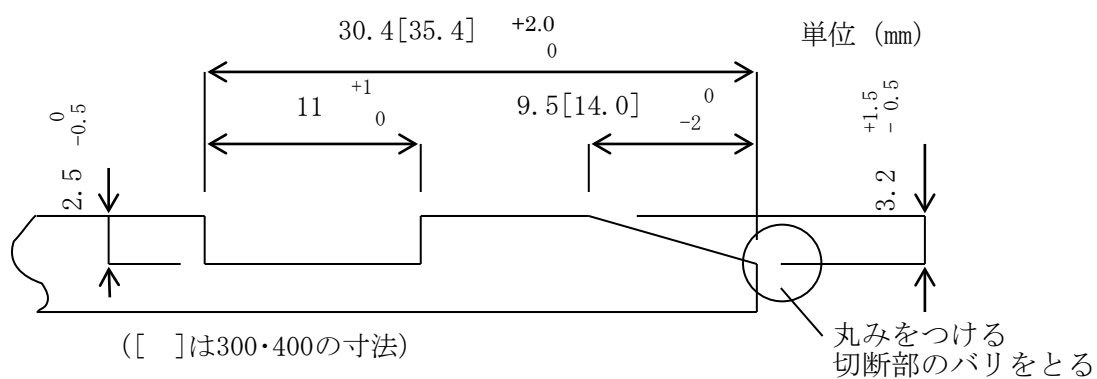 30.4[35.4] +2.0 0
単位 (mm)
11 +1 0
9.5[14.0] 0 -2
2.5 0 -0.5
3.2 +1.5 -0.5
([ ]は300・400の寸法)
丸みをつける
切断部のバリをとる